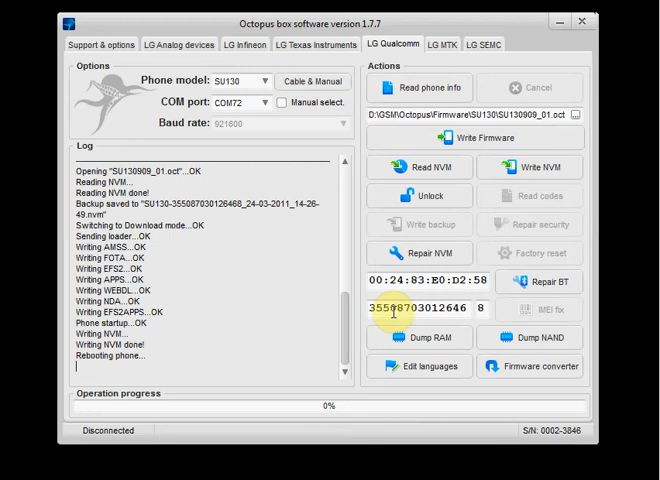 Octopus box software version 1.7.7
Support & options
LG Analog devices
LG Infineon
LG Texas Instruments
LG Qualcomm
LG MTK
LG SEMC
Options
Phone model: SU130
Cable & Manual
COM port: COM72
Manual select.
Baud rate: 921600
Log
Opening "SU130909_01.oct"...OK
Reading NVM...
Reading NVM done!
Backup saved to "SU130-355087030126468_24-03-2011_14-26-
49.nvm"
Switching to Download mode...OK
Sending loader...OK
Writing AMSS...OK
Writing FOTA...OK
Writing EFS2...OK
Writing APPS...OK
Writing WEBDL...OK
Writing NDA...OK
Writing EFS2APPS...OK
Phone startup...OK
Writing NVM...
Writing NVM done!
Rebooting phone...
Actions
Read phone info
Cancel
D:\GSM\Octopus\Firmware\SU130\SU130909_01.oct
...
Write Firmware
Read NVM
Write NVM
Unlock
Read codes
Write backup
Repair security
Repair NVM
Factory reset
00:24:83:E0:D2:58
Repair BT
35508703012646 8
IMEI fix
Dump RAM
Dump NAND
Edit languages
Firmware converter
Operation progress
0%
Disconnected
S/N: 0002-3846